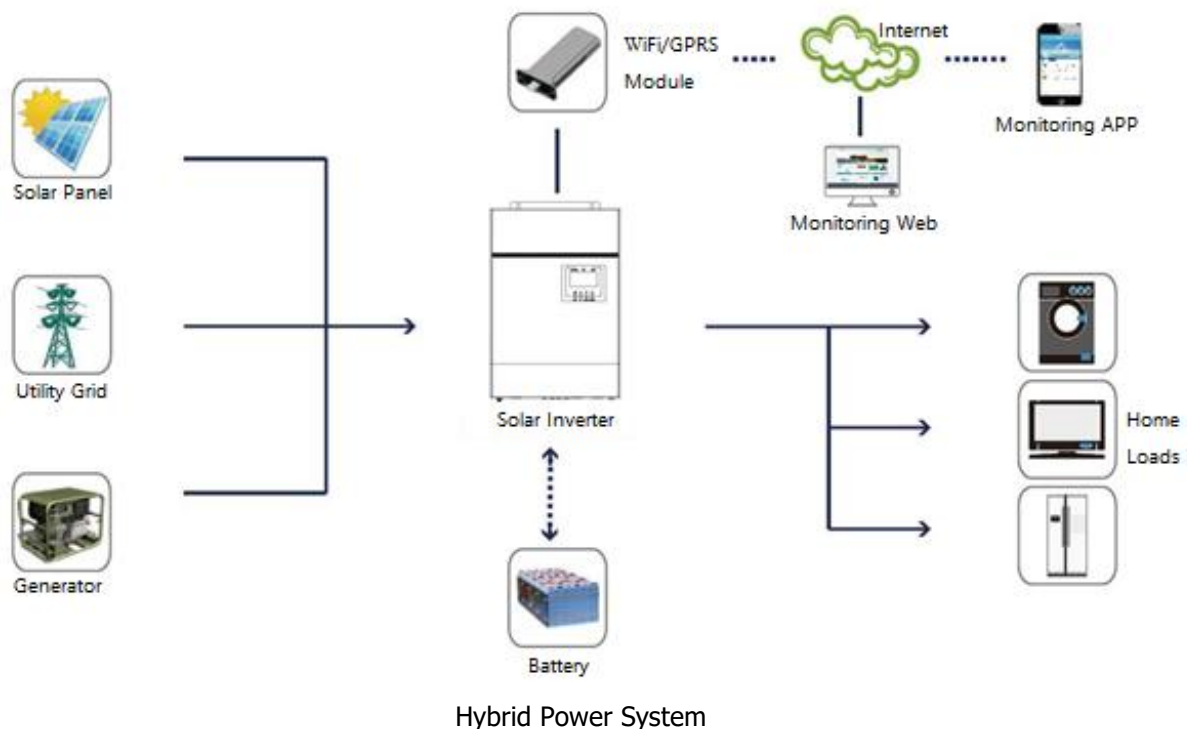 WiFi/GPRS
Module
Internet
Monitoring APP
Monitoring Web
Solar Panel
Utility Grid
Generator
Solar Inverter
Battery
Home
Loads
Hybrid Power System